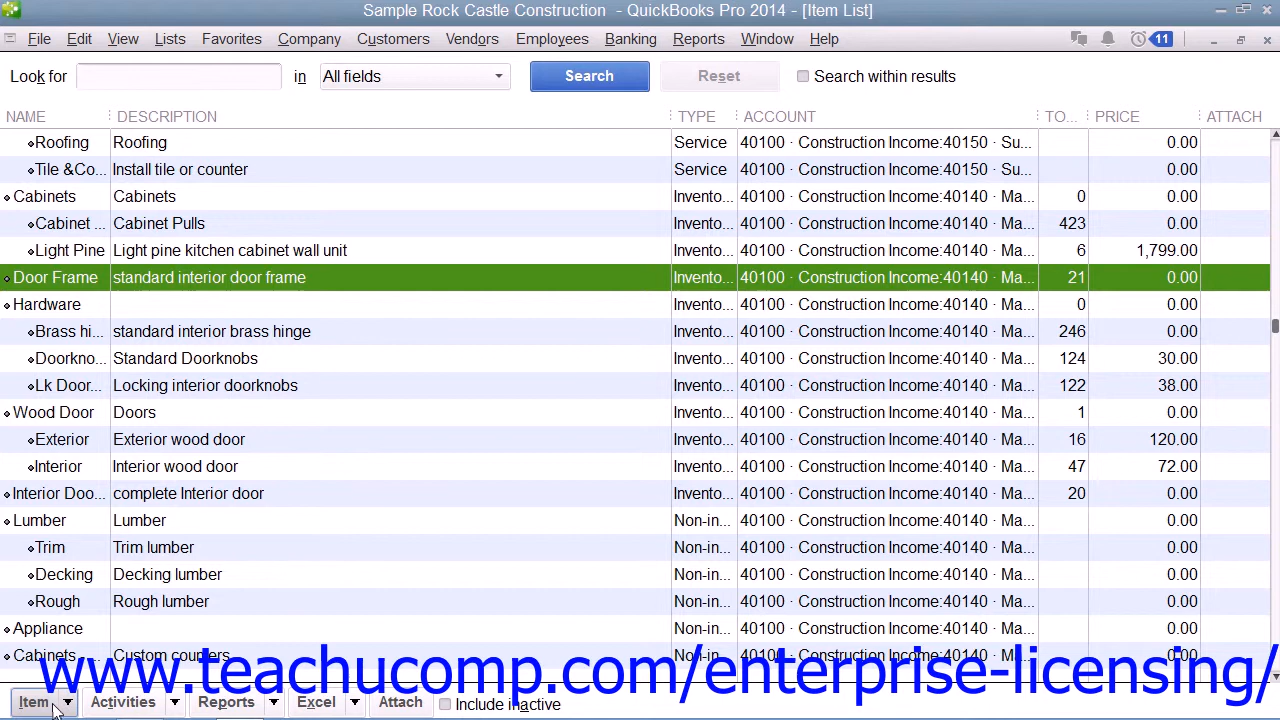 Sample Rock Castle Construction - QuickBooks Pro 2014 - [Item List]
File Edit View Lists Favorites Company Customers Vendors Employees Banking Reports Window Help 11
Look for in All fields Search Reset Search within results
NAME DESCRIPTION TYPE ACCOUNT TO... PRICE ATTACH
Roofing Roofing Service 40100 · Construction Income:40150 · Su... 0.00
Tile &Co... Install tile or counter Service 40100 · Construction Income:40150 · Su... 0.00
Cabinets Cabinets Invento... 40100 · Construction Income:40140 · Ma... 0 0.00
Cabinet ... Cabinet Pulls Invento... 40100 · Construction Income:40140 · Ma... 423 0.00
Light Pine Light pine kitchen cabinet wall unit Invento... 40100 · Construction Income:40140 · Ma... 6 1,799.00
Door Frame standard interior door frame Invento... 40100 · Construction Income:40140 · Ma... 21 0.00
Hardware Invento... 40100 · Construction Income:40140 · Ma... 0 0.00
Brass hi... standard interior brass hinge Invento... 40100 · Construction Income:40140 · Ma... 246 0.00
Doorkno... Standard Doorknobs Invento... 40100 · Construction Income:40140 · Ma... 124 30.00
Lk Door... Locking interior doorknobs Invento... 40100 · Construction Income:40140 · Ma... 122 38.00
Wood Door Doors Invento... 40100 · Construction Income:40140 · Ma... 1 0.00
Exterior Exterior wood door Invento... 40100 · Construction Income:40140 · Ma... 16 120.00
Interior Interior wood door Invento... 40100 · Construction Income:40140 · Ma... 47 72.00
Interior Doo... complete Interior door Invento... 40100 · Construction Income:40140 · Ma... 20 0.00
Lumber Lumber Non-in... 40100 · Construction Income:40140 · Ma... 0.00
Trim Trim lumber Non-in... 40100 · Construction Income:40140 · Ma... 0.00
Decking Decking lumber Non-in... 40100 · Construction Income:40140 · Ma... 0.00
Rough Rough lumber Non-in... 40100 · Construction Income:40140 · Ma... 0.00
Appliance Non-in... 40100 · Construction Income:40140 · Ma... 0.00
Cabinets Custom counters Non-in... 40100 · Construction Income:40140 · Ma... 0.00
www.teachucomp.com/enterprise-licensing/
Item Activities Reports Excel Attach Include inactive